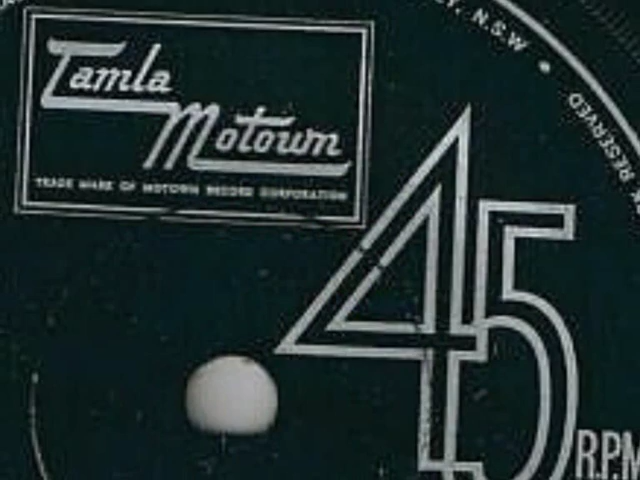 Tamla
Motown
TRADE MARK OF MOTOWN RECORD CORPORATION
N.S.W • RESERVED
45
R.P.M